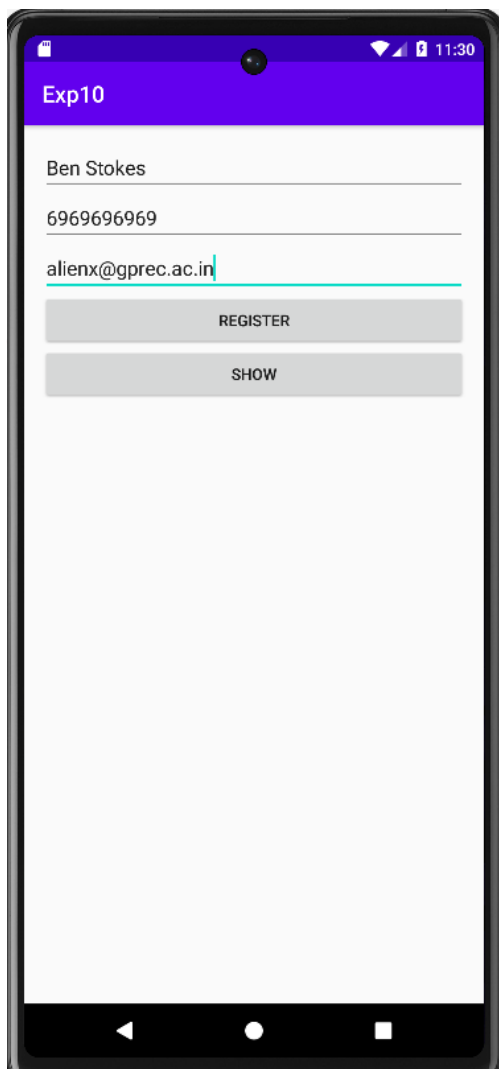 11:30
Exp10
Ben Stokes
6969696969
alienx@gprec.ac.in
REGISTER
SHOW